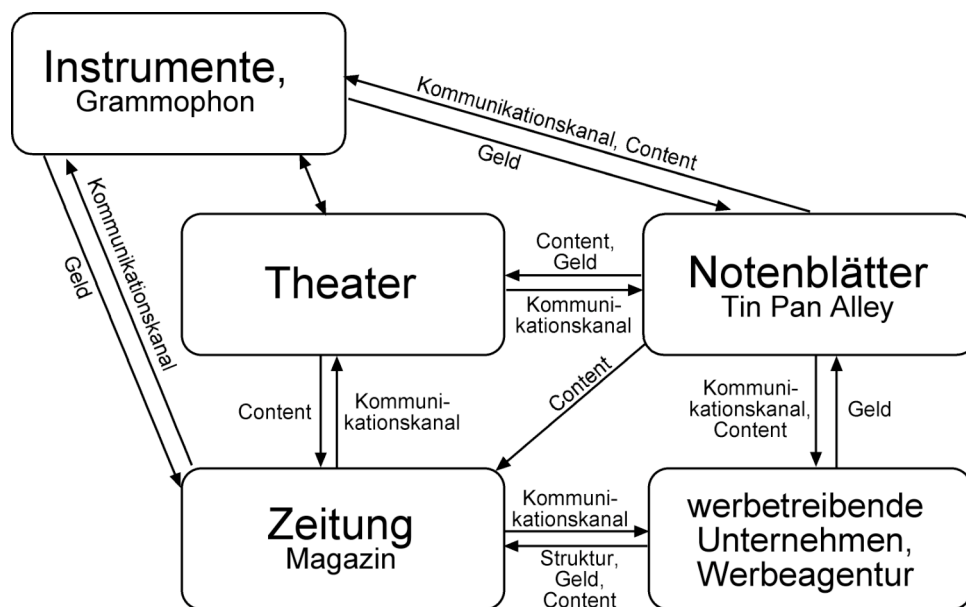 Instrumente,
Grammophon
Kommunikationskanal, Content
Geld
Kommunikationskanal
Geld
Theater
Content,
Geld
Kommuni-
kationskanal
Notenblätter
Tin Pan Alley
Content
Content
Kommuni-
kationskanal
Kommuni-
kationskanal,
Content
Geld
Zeitung
Magazin
Kommuni-
kationskanal
Struktur,
Geld,
Content
werbetreibende
Unternehmen,
Werbeagentur